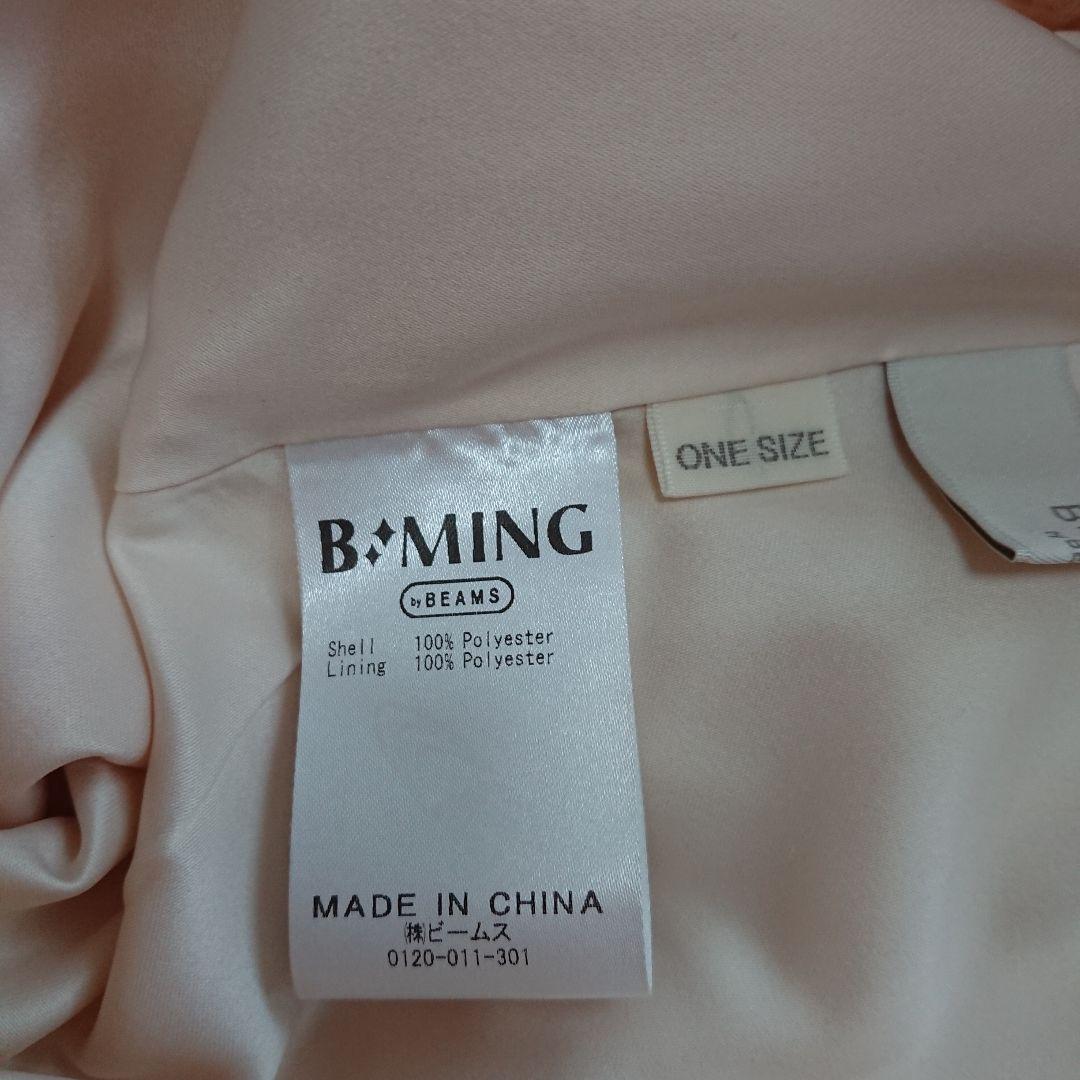 B:MING
by BEAMS
Shell 100% Polyester
Lining 100% Polyester
MADE IN CHINA
㈱ビームス
0120-011-301
ONE SIZE